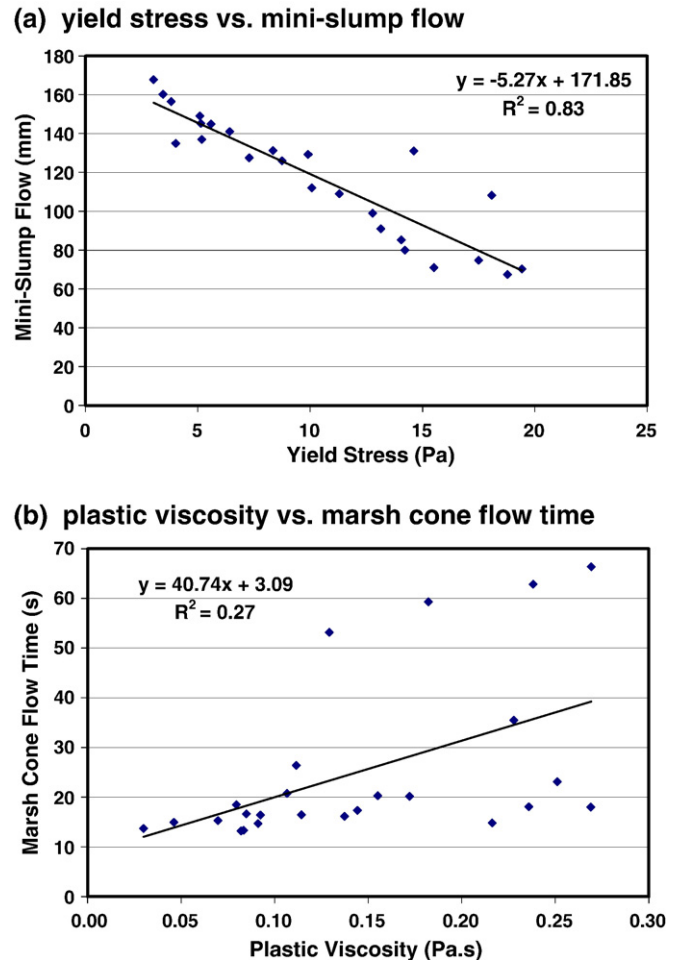 (a) yield stress vs. mini-slump flow
180
160
140
120
100
80
60
40
20
0
Mini-Slump Flow (mm)
y = -5.27x + 171.85
R² = 0.83
0 5 10 15 20 25
Yield Stress (Pa)
(b) plastic viscosity vs. marsh cone flow time
70
60
50
40
30
20
10
0
Marsh Cone Flow Time (s)
y = 40.74x + 3.09
R² = 0.27
0.00 0.05 0.10 0.15 0.20 0.25 0.30
Plastic Viscosity (Pa.s)